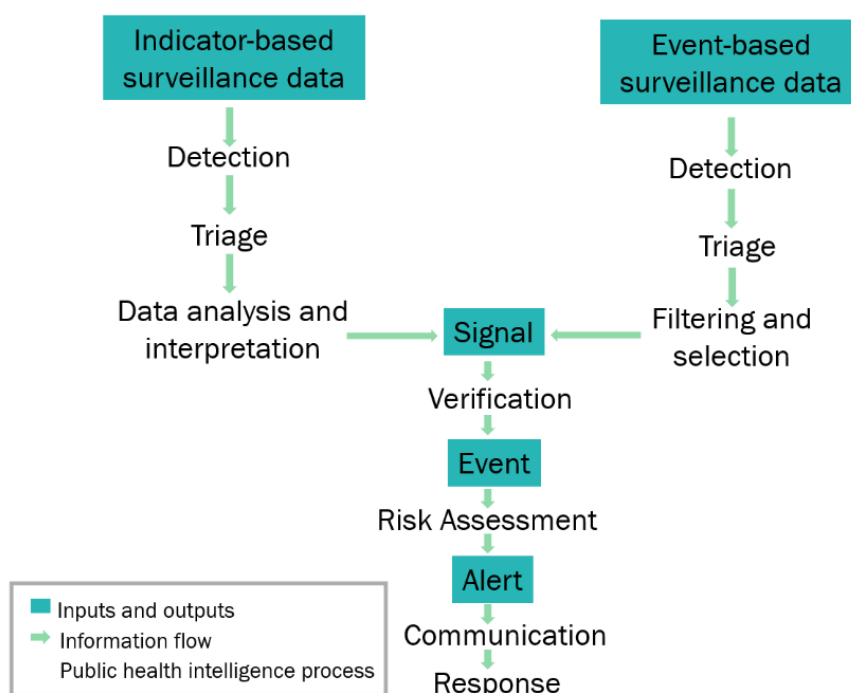 Indicator-based
surveillance data
Event-based
surveillance data
Detection
Detection
Triage
Triage
Data analysis and
interpretation
Signal
Filtering and
selection
Verification
Event
Risk Assessment
Alert
Inputs and outputs
Information flow
Public health intelligence process
Communication
Response